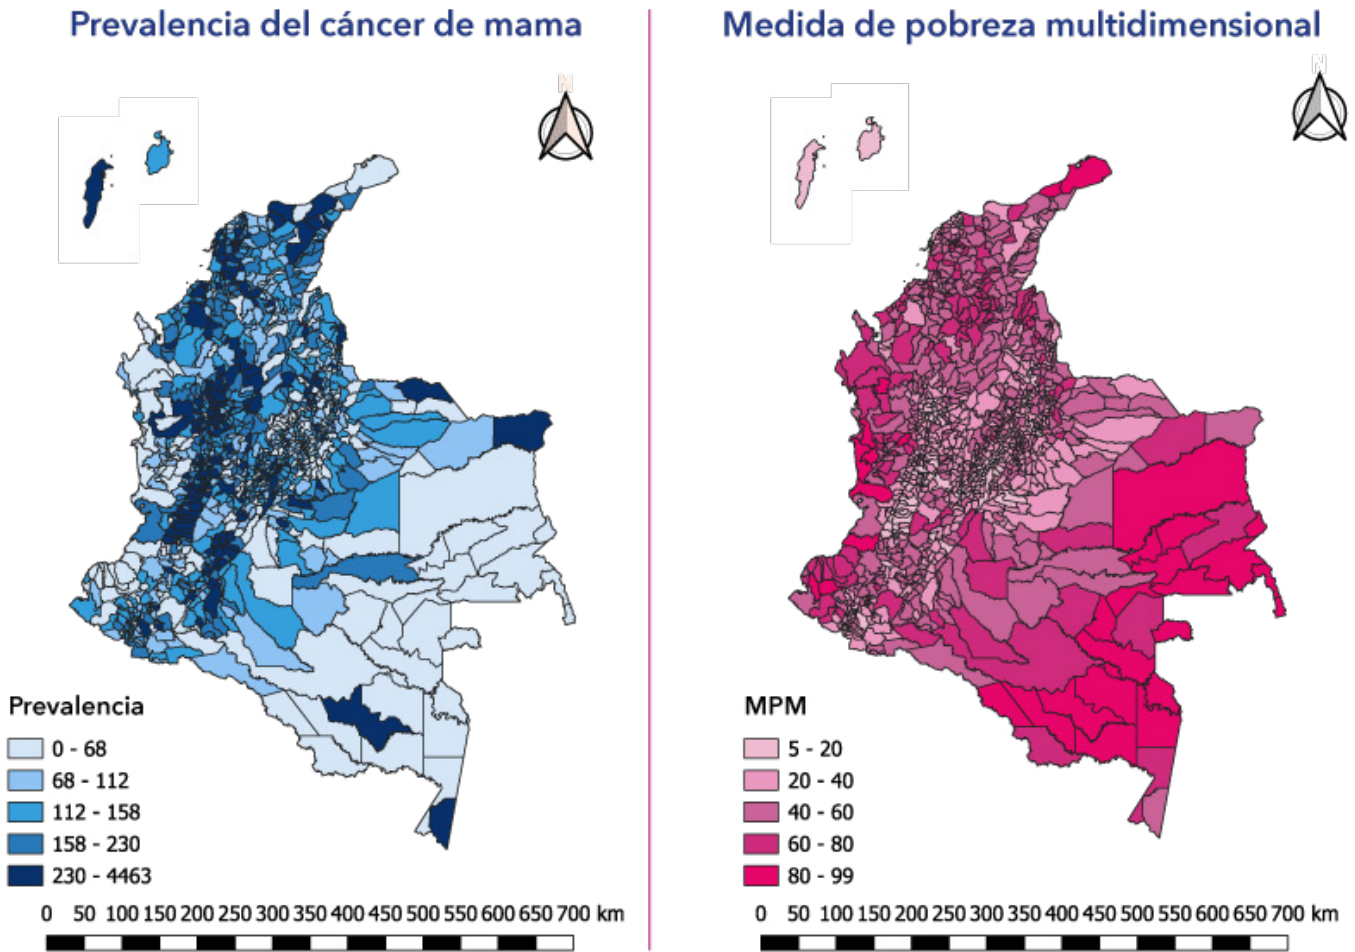 Prevalencia del cáncer de mama
N
Prevalencia
0 - 68
68 - 112
112 - 158
158 - 230
230 - 4463
0 50 100 150 200 250 300 350 400 450 500 550 600 650 700 km
Medida de pobreza multidimensional
N
MPM
5 - 20
20 - 40
40 - 60
60 - 80
80 - 99
0 50 100 150 200 250 300 350 400 450 500 550 600 650 700 km